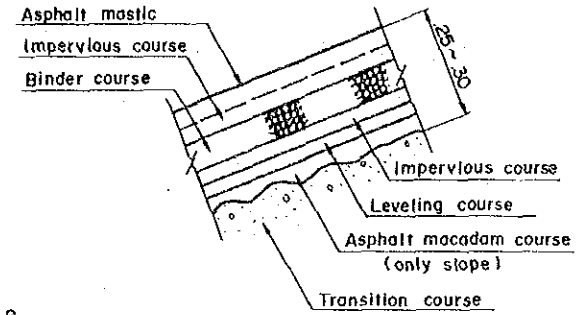 Asphalt mastic
Impervious course
Binder course
25~30
Impervious course
Leveling course
Asphalt macadam course
(only slope)
Transition course